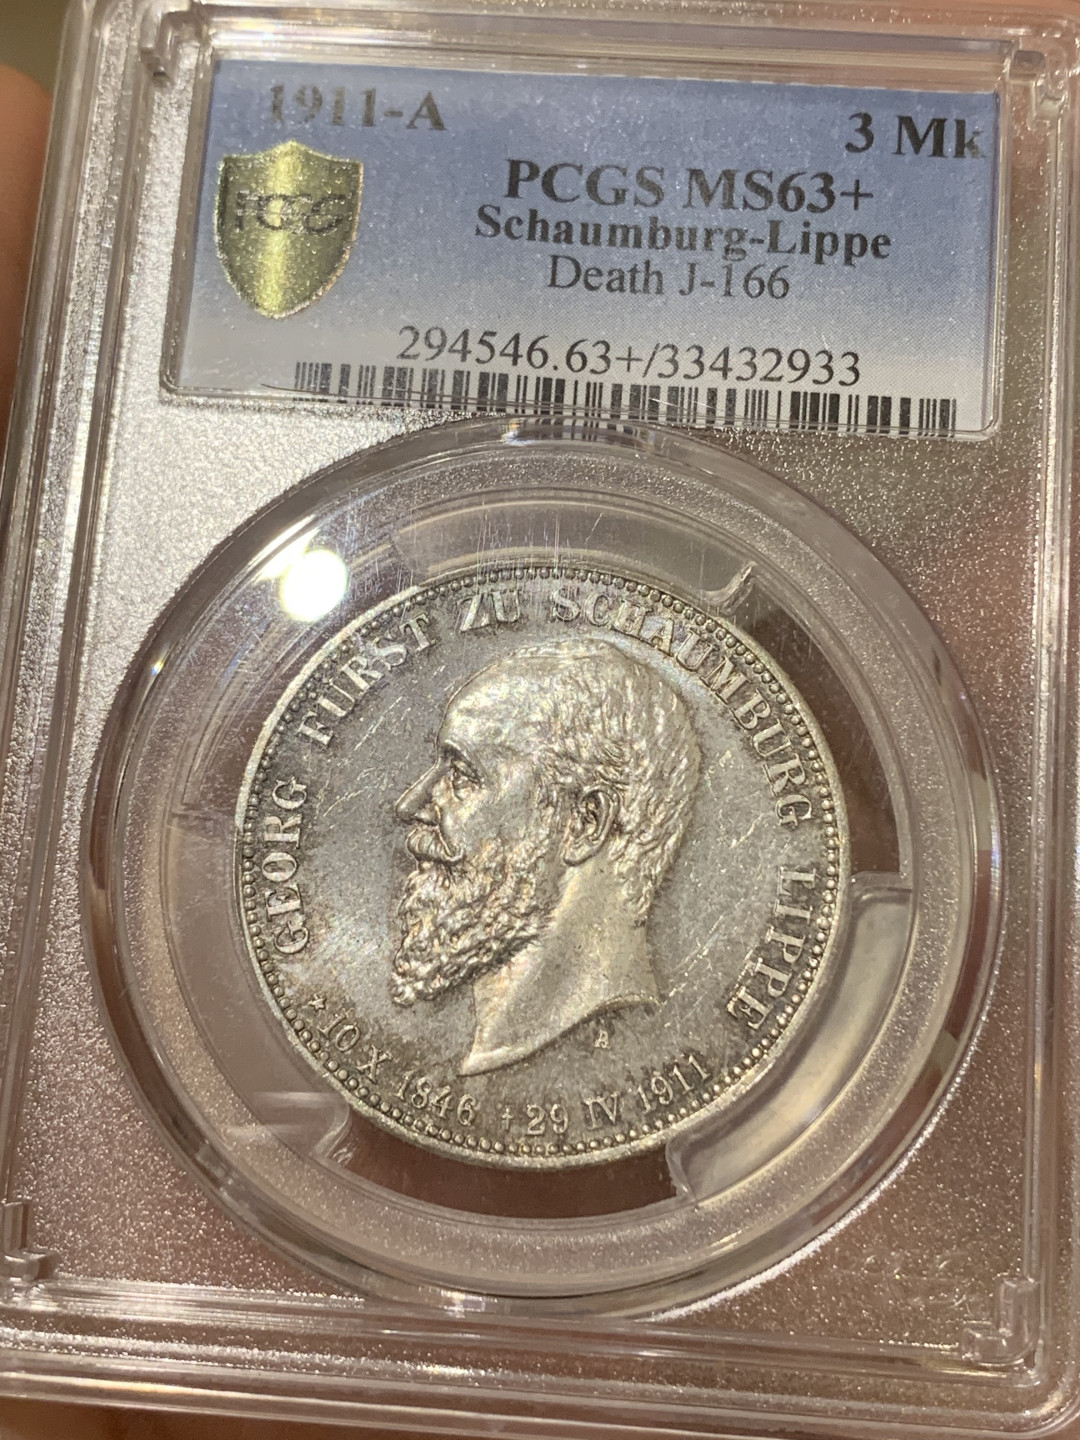 1911-A
3 Mk
PCGS
PCGS MS63+
Schaumburg-Lippe
Death J-166
294546.63+/33432933
GEORG FÜRST ZU SCHAUMBURG LIPPE
* 10 X 1846 + 29 IV 1911
A